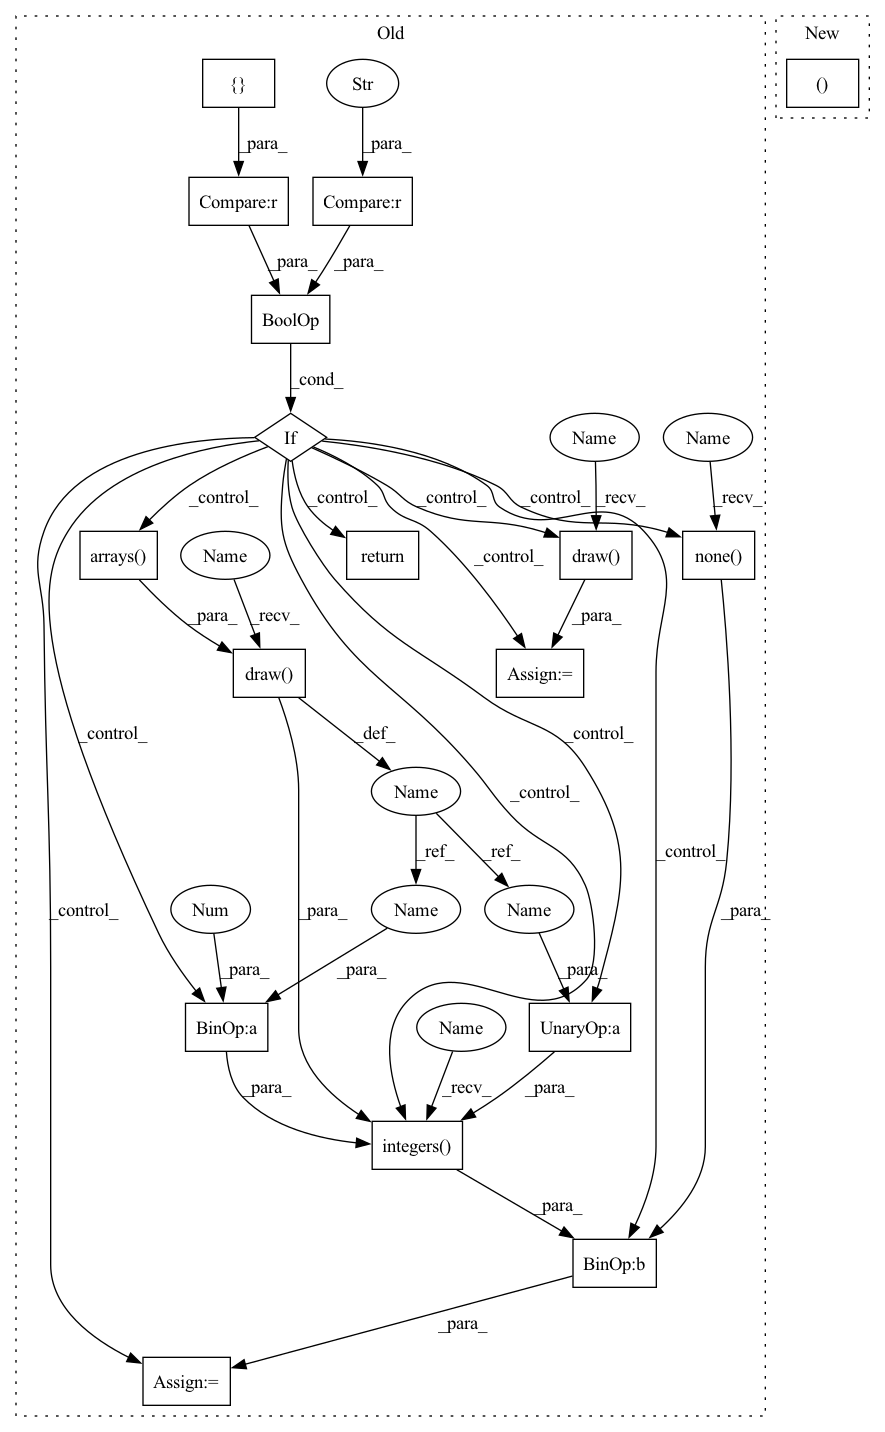 Old
New
{}
Str
()
_para_
_para_
Compare:r
Compare:r
_para_
_para_
BoolOp
_cond_
If
Name
Name
_control_
_control_
_control_
_control_
_recv_
_recv_
arrays()
Name
return
draw()
none()
_para_
_recv_
_control_
_para_
draw()
Assign:=
_control_
_def_
_control_
Name
_control_
_ref_
_ref_
_control_
_control_
Num
_para_
Name
Name
_para_
_para_
_para_
_para_
BinOp:a
Name
UnaryOp:a
_para_
_recv_
_para_
integers()
_para_
BinOp:b
_para_
Assign:=